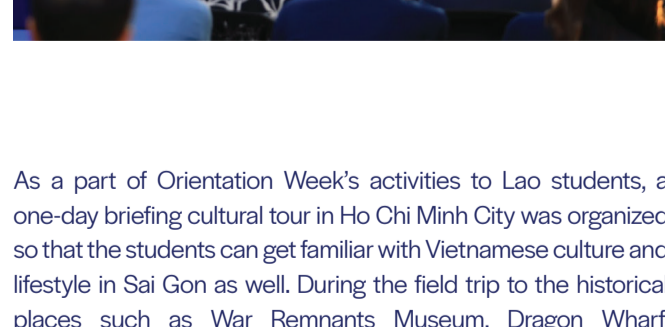 As a part of Orientation Week's activities to Lao students, a
one-day briefing cultural tour in Ho Chi Minh City was organized
so that the students can get familiar with Vietnamese culture and
lifestyle in Sai Gon as well. During the field trip to the historical
places such as War Remnants Museum, Dragon Wharf